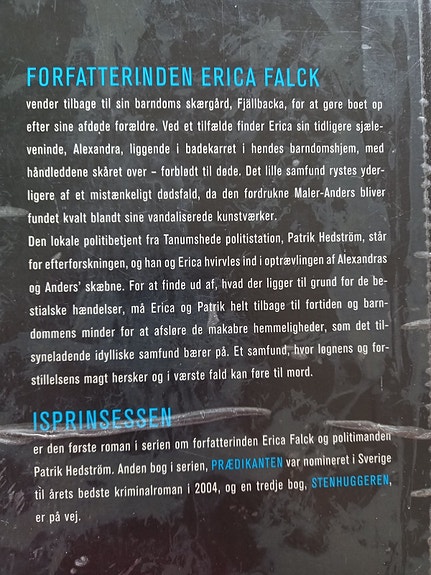 FORFATTERINDEN ERICA FALCK
vender tilbage til sin barndoms skærgård, Fjällbacka, for at gøre boet op
efter sine afdøde forældre. Ved et tilfælde finder Erica sin tidligere sjæle-
veninde, Alexandra, liggende i badekarret i hendes barndomshjem, med
håndleddene skåret over – forblødt til døde. Det lille samfund rystes yder-
ligere af et mistænkeligt dødsfald, da den fordrukne Maler-Anders bliver
fundet kvalt blandt sine vandaliserede kunstværker.
Den lokale politibetjent fra Tanumshede politistation, Patrik Hedström, står
for efterforskningen, og han og Erica hvirvles ind i optrævlingen af Alexandras
og Anders' skæbne. For at finde ud af, hvad der ligger til grund for de be-
stialske hændelser, må Erica og Patrik helt tilbage til fortiden og barn-
dommens minder for at afsløre de makabre hemmeligheder, som det til-
syneladende idylliske samfund bærer på. Et samfund, hvor løgnens og for-
stillelsens magt hersker og i værste fald kan føre til mord.
ISPRINSESSEN
er den første roman i serien om forfatterinden Erica Falck og politimanden
Patrik Hedström. Anden bog i serien, PRÆDIKANTEN var nomineret i Sverige
til årets bedste kriminalroman i 2004, og en tredje bog, STENHUGGEREN,
er på vej.